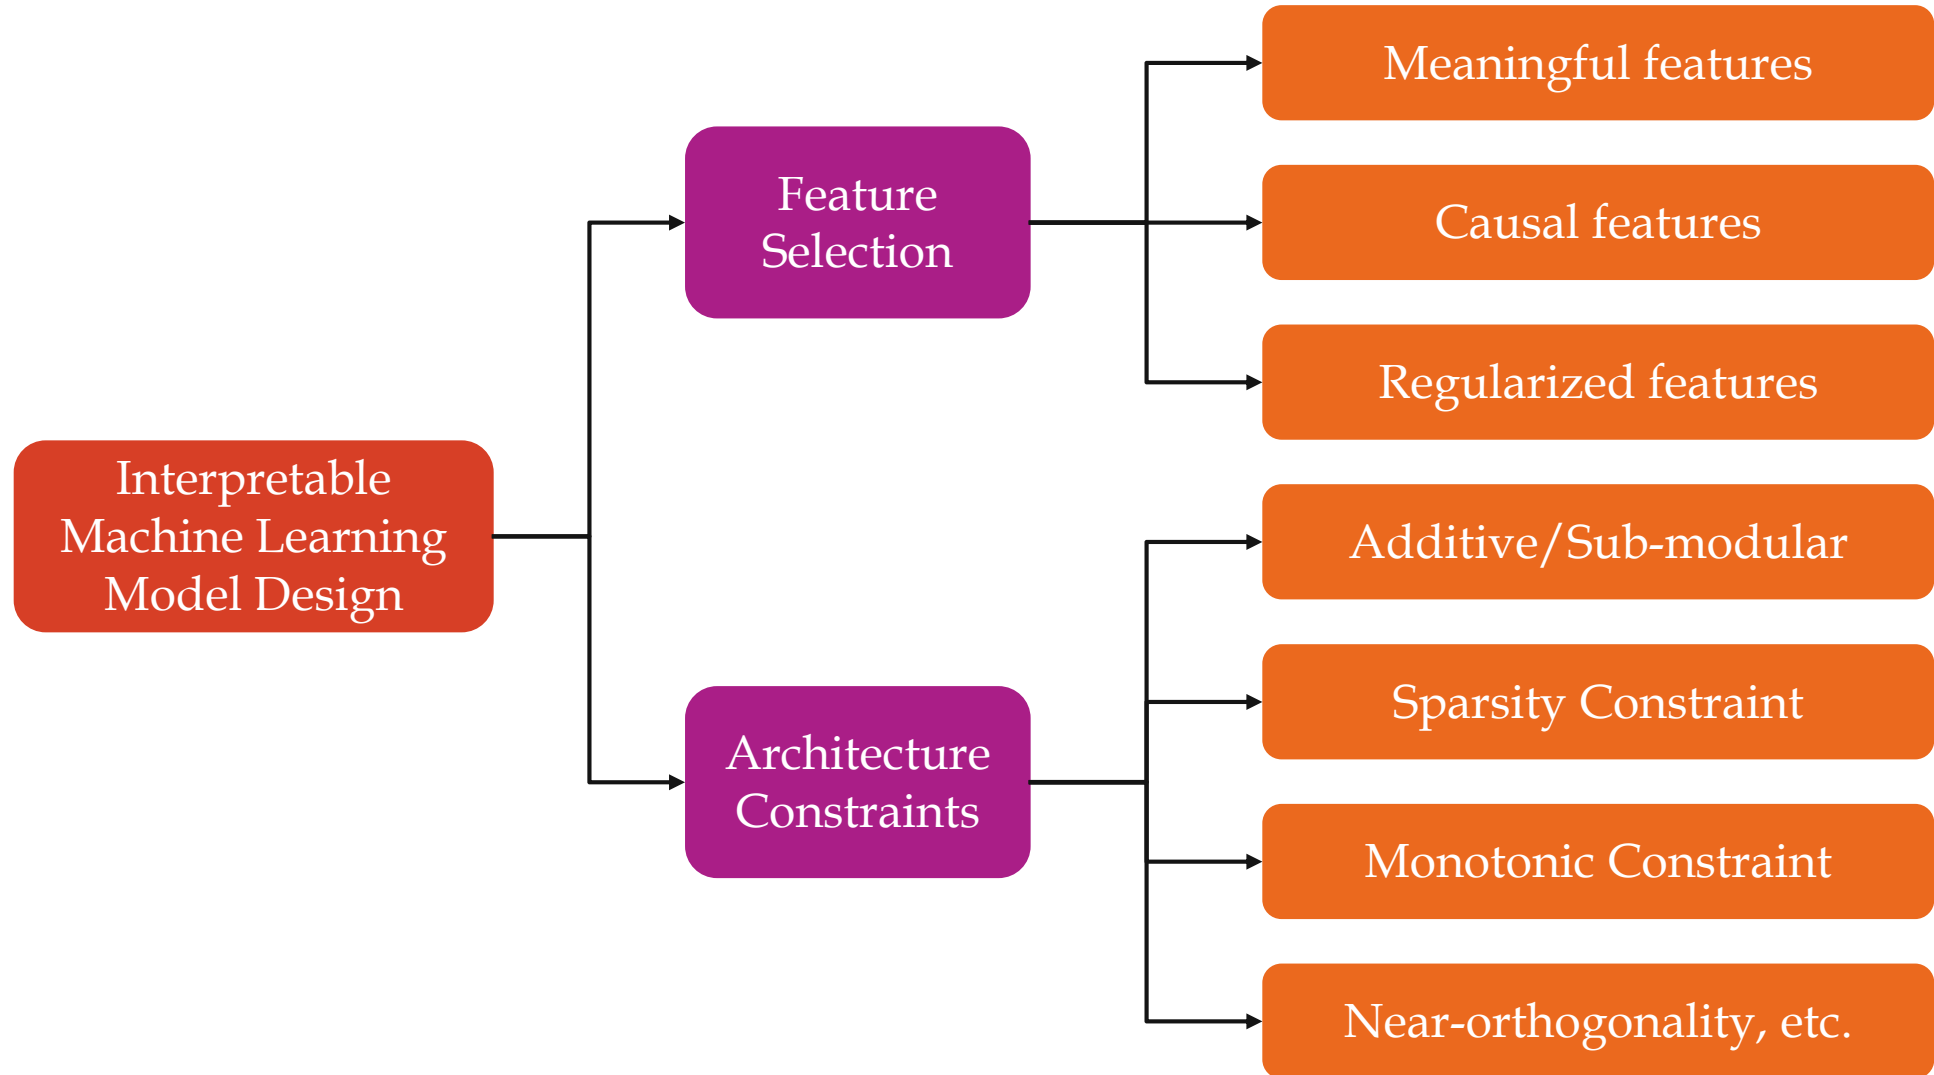 Interpretable
Machine Learning
Model Design
Feature
Selection
Architecture
Constraints
Meaningful features
Causal features
Regularized features
Additive/Sub-modular
Sparsity Constraint
Monotonic Constraint
Near-orthogonality, etc.